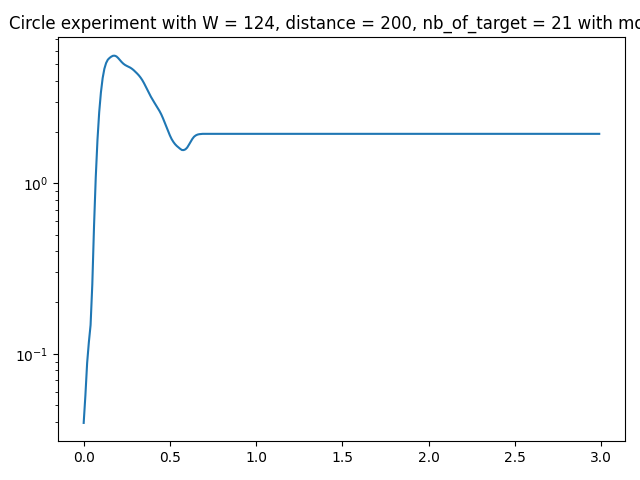 Circle experiment with W = 124, distance = 200, nb_of_target = 21 with
10⁰
10⁻¹
0.0 0.5 1.0 1.5 2.0 2.5 3.0